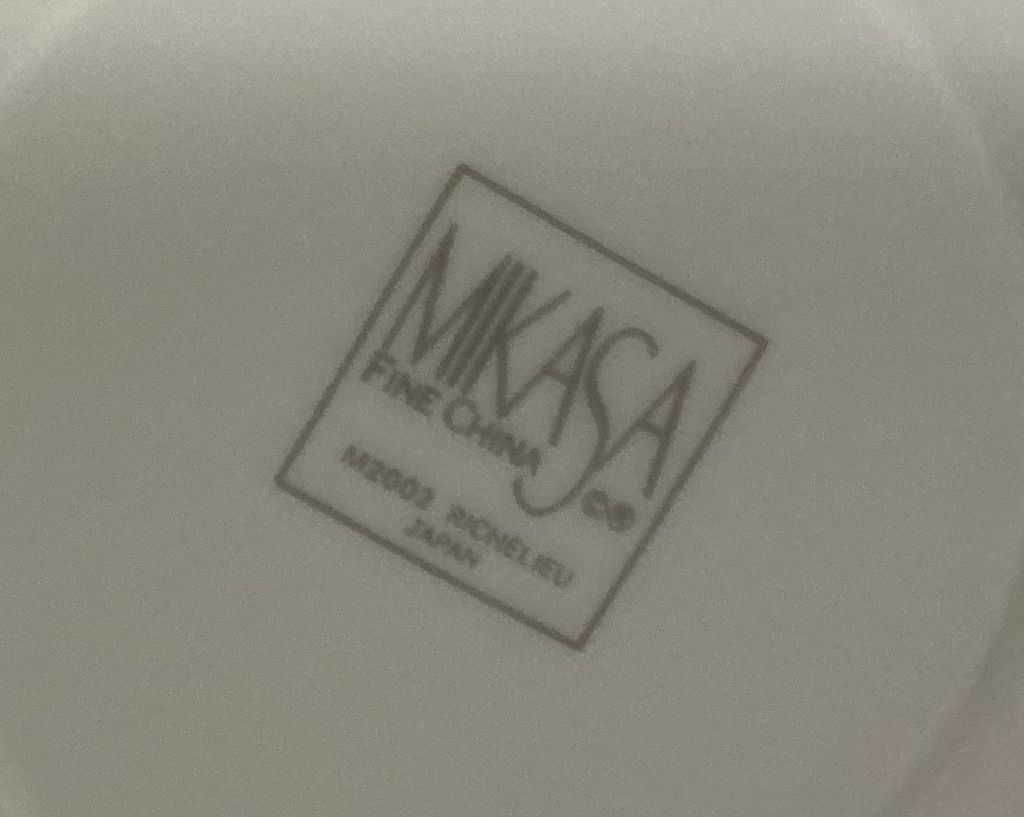 MIKASA
FINE CHINA ©®
M2002 RICHELIEU
JAPAN